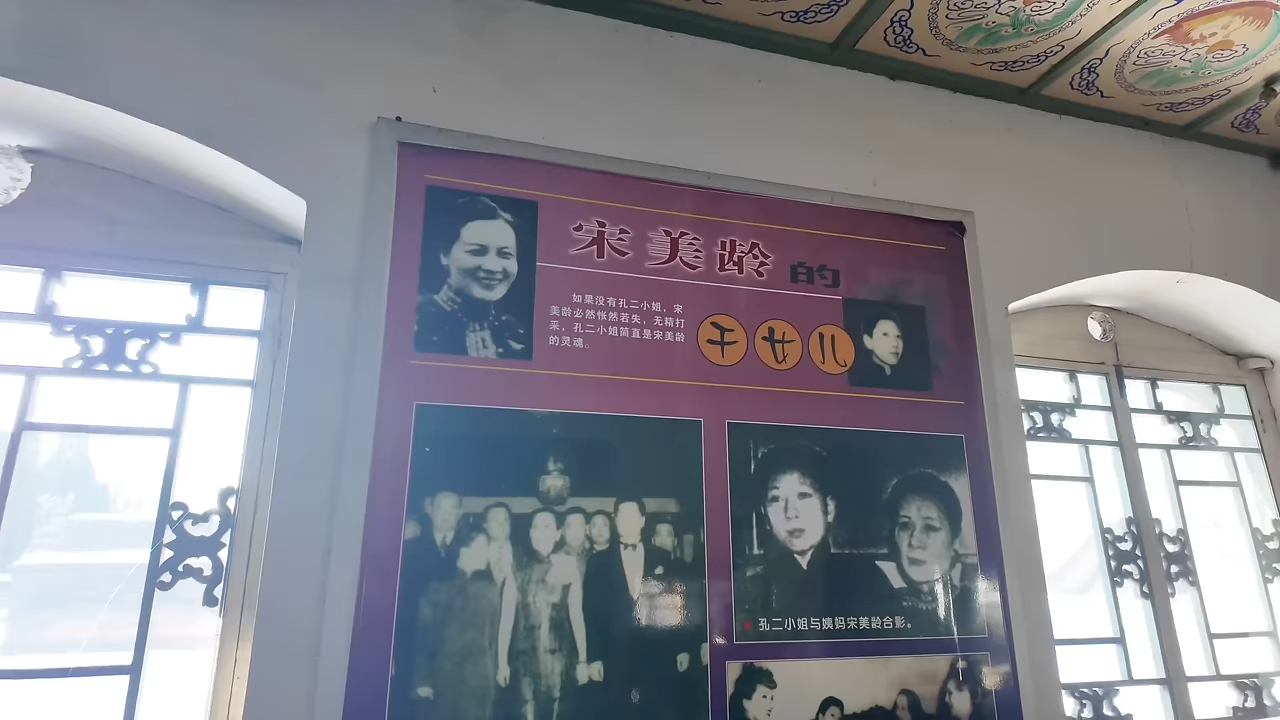 宋美龄的
干女儿
如果没有孔二小姐，宋
美龄必然怅然若失，无精打
采，孔二小姐简直是宋美龄
的灵魂。
孔二小姐与姨妈宋美龄合影。